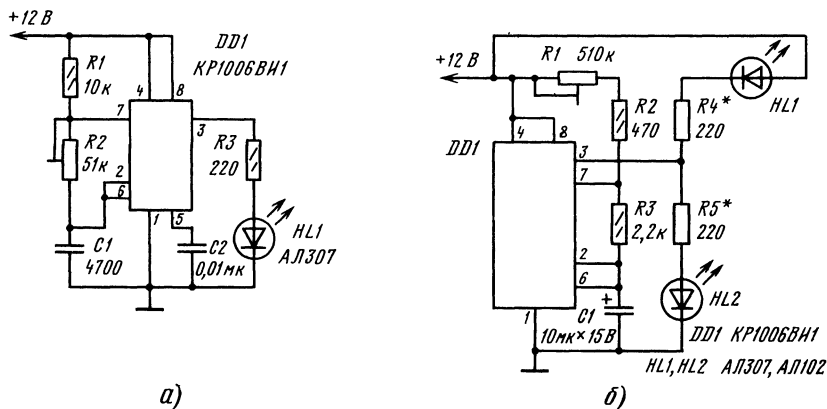 +12 В
R1
10к
4
8
DD1
КР1006ВИ1
7
3
R2
51к
2
6
R3
220
1
5
C1
4700
C2
0,01мк
HL1
АЛ307
а)
+12 В
R1 510к
HL1
R2
470
R4*
220
DD1
4
8
3
7
R3
2,2к
R5*
220
2
6
HL2
1
C1
10мк×15В
DD1 КР1006ВИ1
HL1, HL2 АЛ307, АЛ102
б)